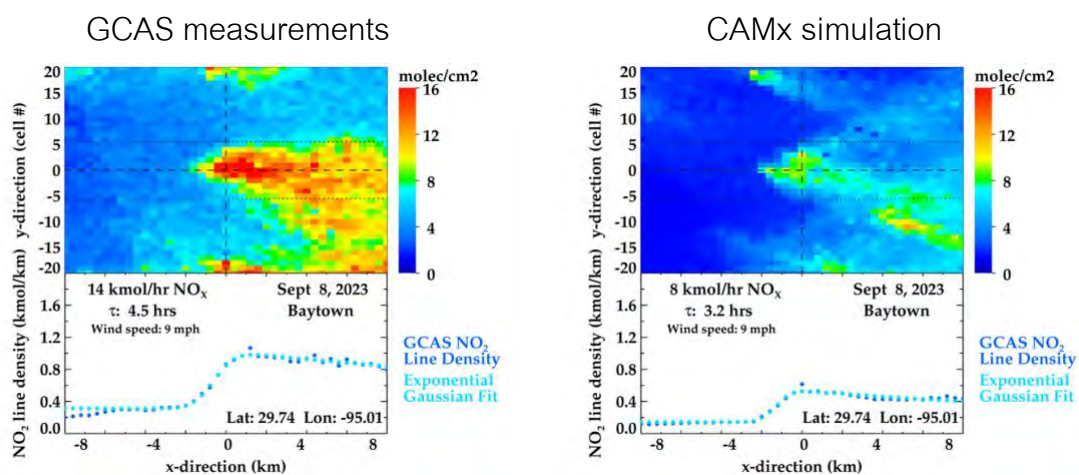 GCAS measurements
CAMx simulation
molec/cm2
16
12
8
4
0
y-direction (cell #)
20
15
10
5
0
-5
-10
-15
-20
14 kmol/hr NOX
τ: 4.5 hrs
Wind speed: 9 mph
Sept 8, 2023
Baytown
NO2 line density (kmol/km)
1.6
1.2
0.8
0.4
0.0
GCAS NO2
Line Density
Exponential
Gaussian Fit
Lat: 29.74 Lon: -95.01
-8
-4
0
4
8
x-direction (km)
molec/cm2
16
12
8
4
0
y-direction (cell #)
20
15
10
5
0
-5
-10
-15
-20
8 kmol/hr NOX
τ: 3.2 hrs
Wind speed: 9 mph
Sept 8, 2023
Baytown
NO2 line density (kmol/km)
1.6
1.2
0.8
0.4
0.0
GCAS NO2
Line Density
Exponential
Gaussian Fit
Lat: 29.74 Lon: -95.01
-8
-4
0
4
8
x-direction (km)